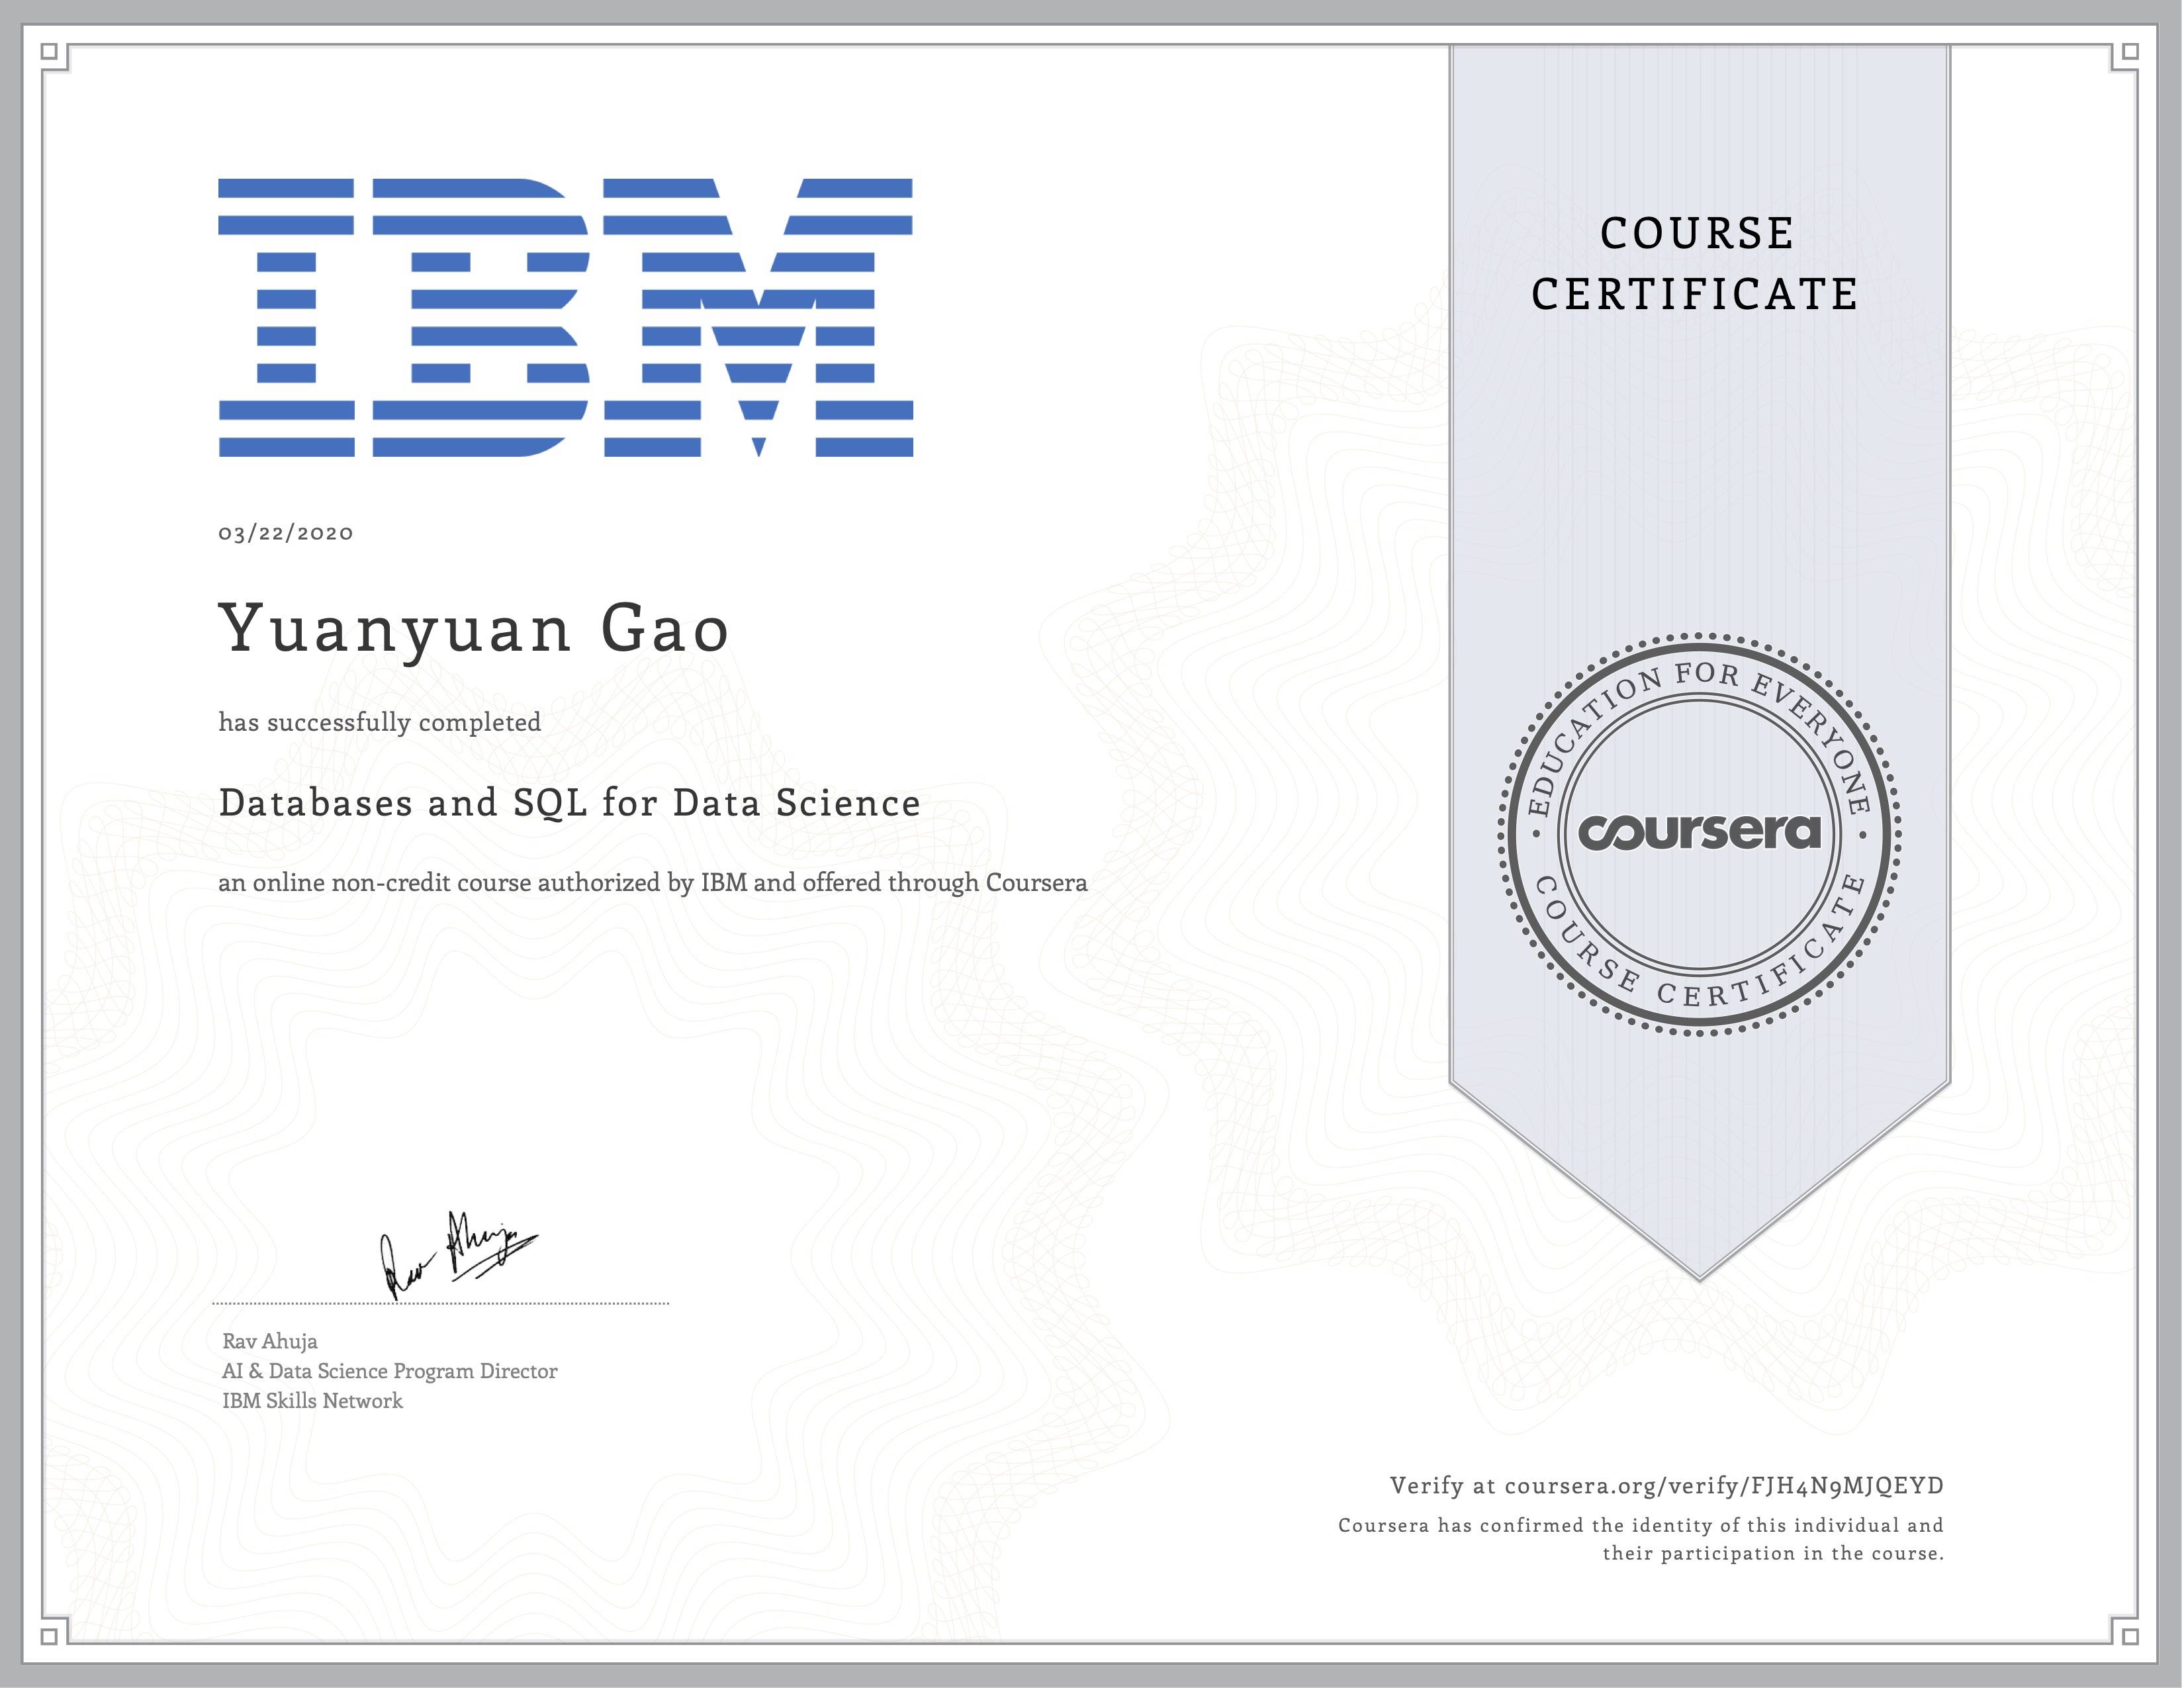 IBM
03/22/2020
Yuanyuan Gao
has successfully completed
Databases and SQL for Data Science
an online non-credit course authorized by IBM and offered through Coursera
Rav Ahuja
Rav Ahuja
AI & Data Science Program Director
IBM Skills Network
COURSE
CERTIFICATE
EDUCATION FOR EVERYONE
coursera
COURSE CERTIFICATE
Verify at coursera.org/verify/FJH4N9MJQEYD
Coursera has confirmed the identity of this individual and
their participation in the course.